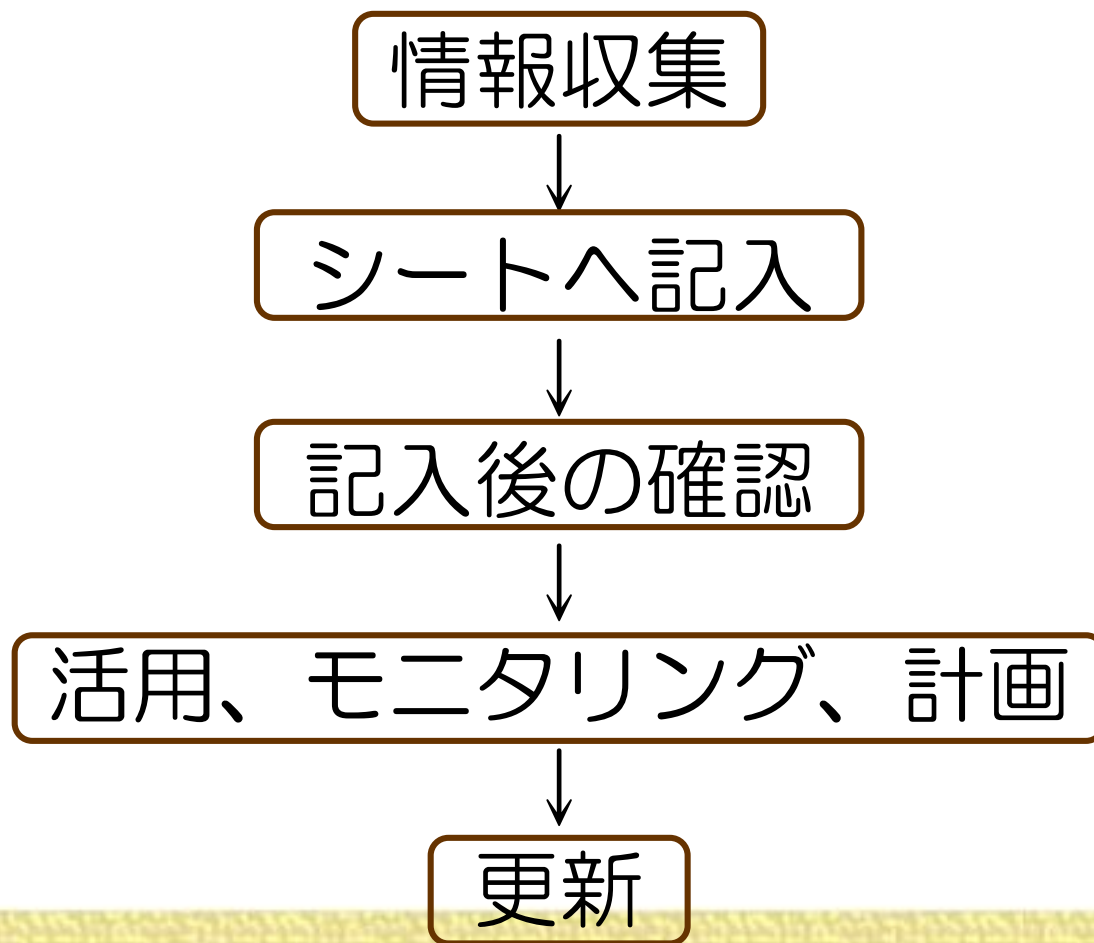 情報収集
シートへ記入
記入後の確認
活用、モニタリング、計画
更新